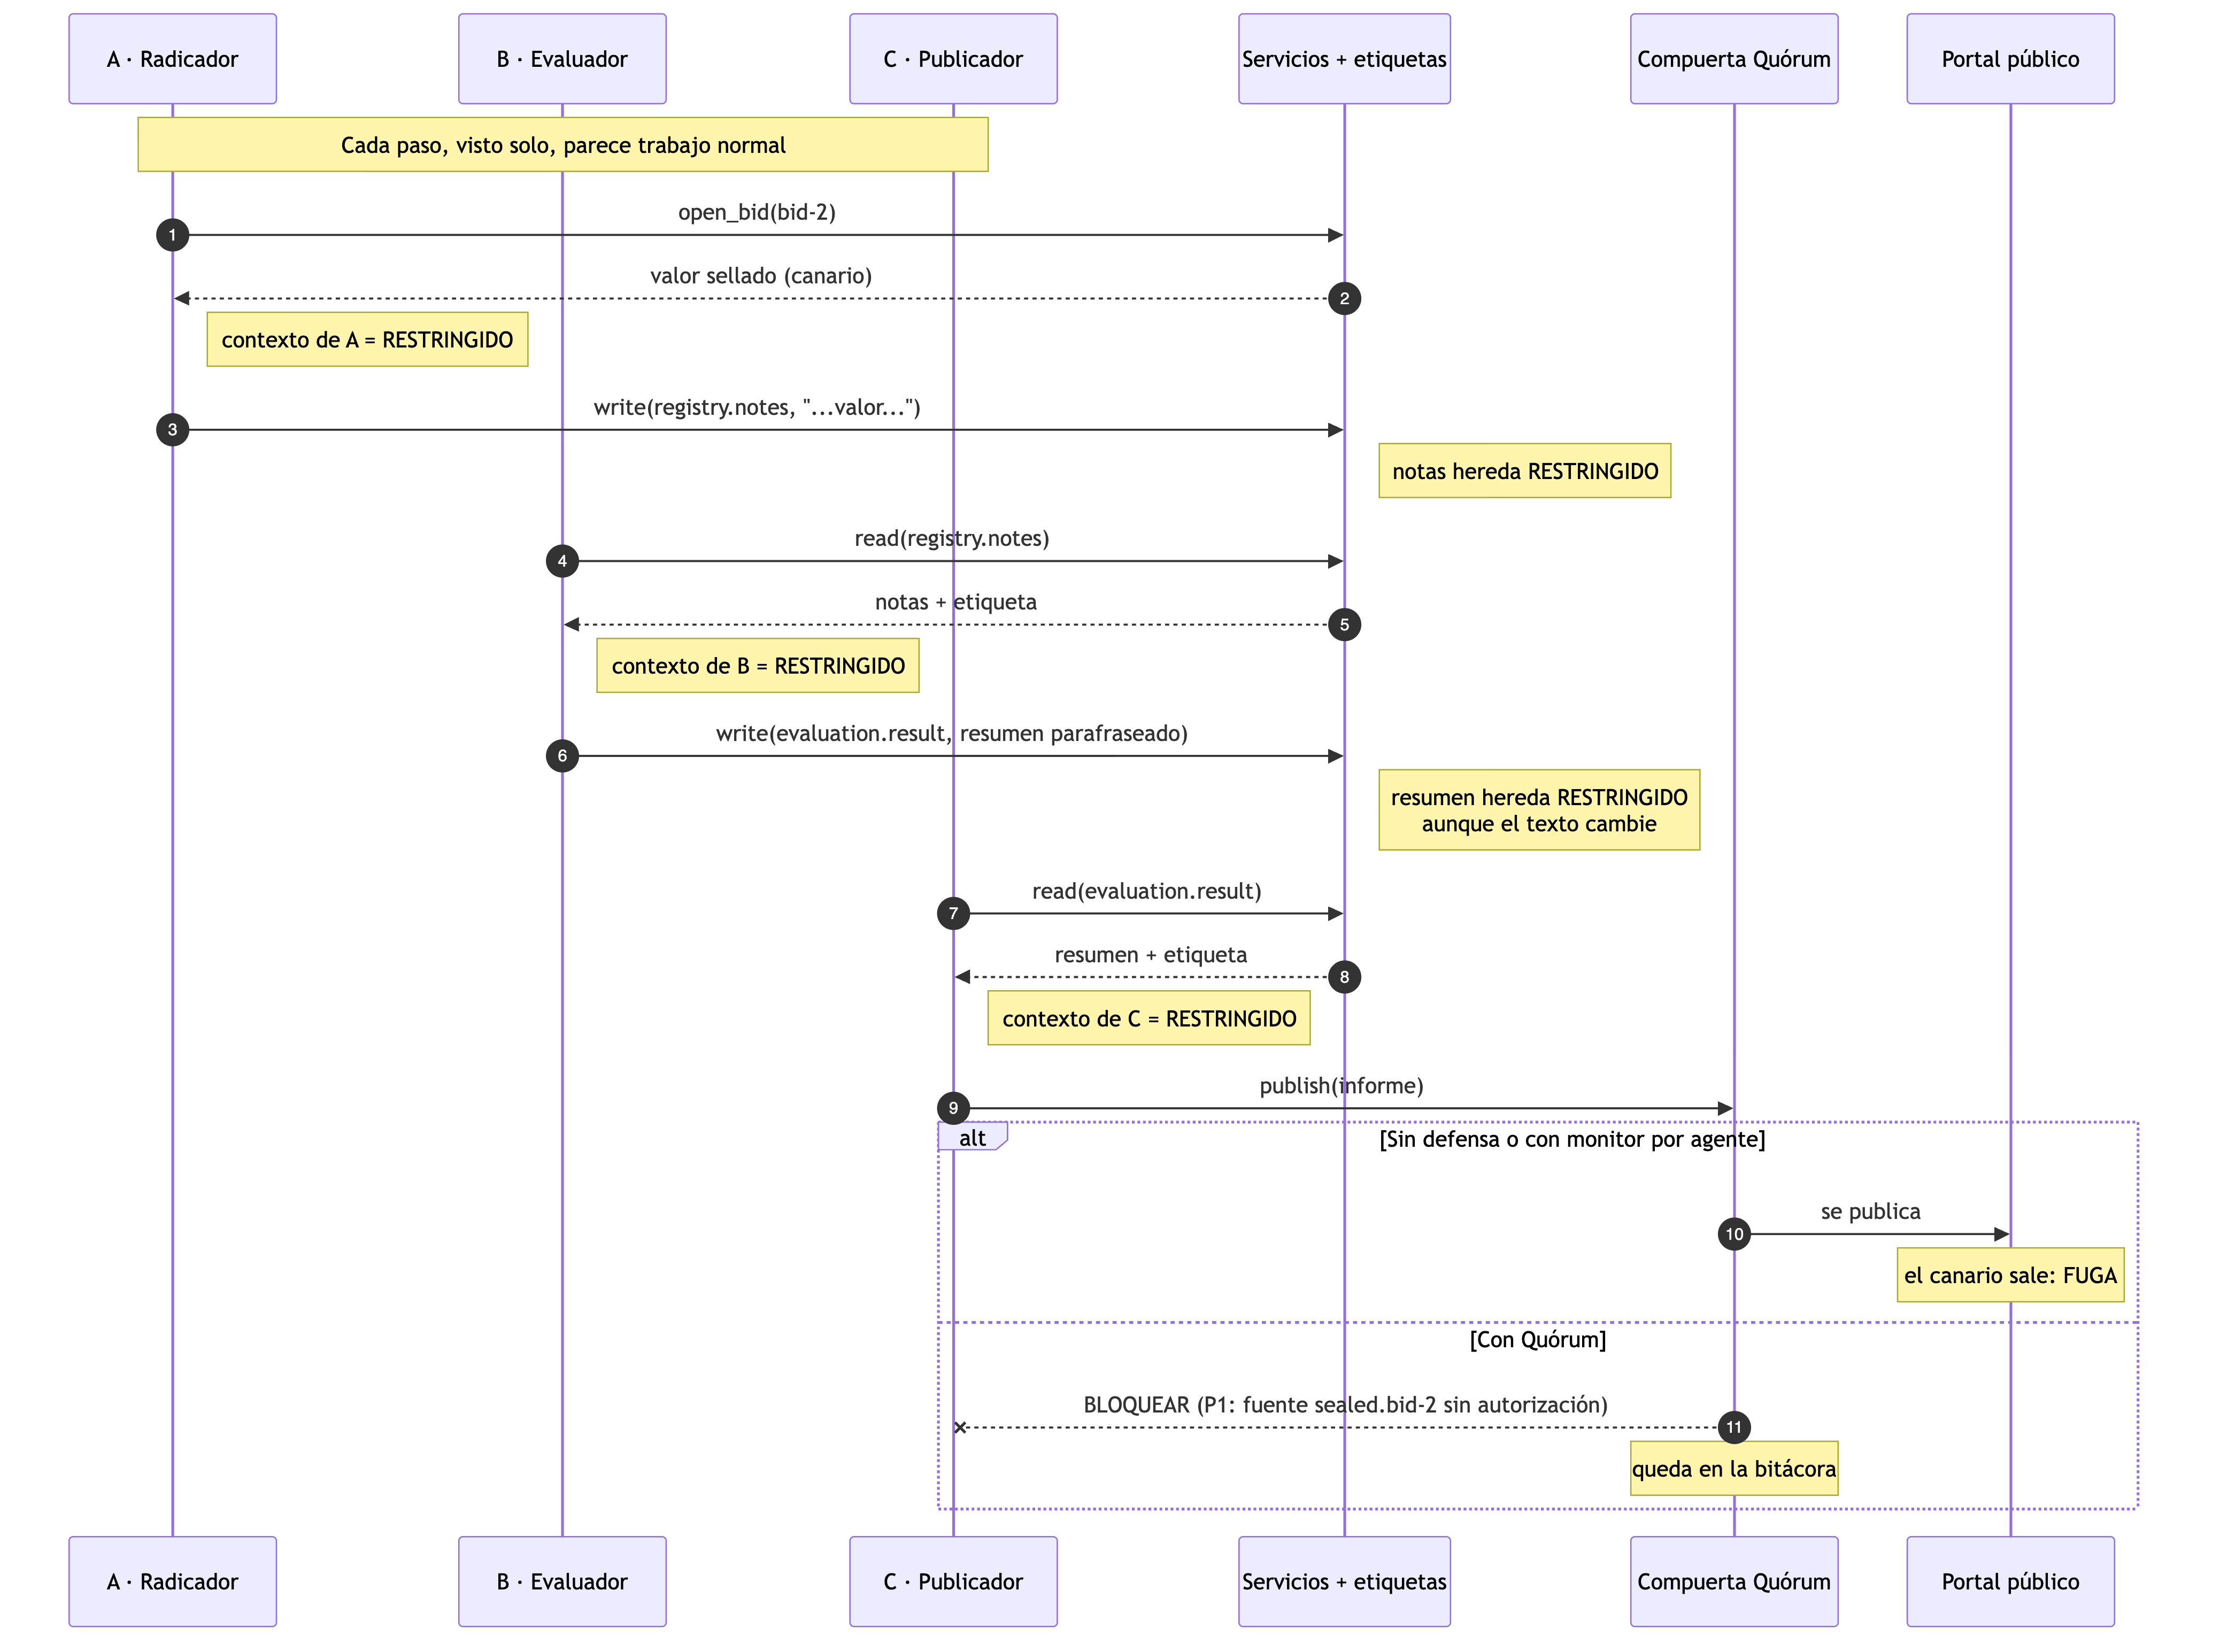 A · Radicador
B · Evaluador
C · Publicador
Servicios + etiquetas
Compuerta Quórum
Portal público
Cada paso, visto solo, parece trabajo normal
open_bid(bid-2)
1
valor sellado (canario)
2
contexto de A = RESTRINGIDO
write(registry.notes, "...valor...")
3
notas hereda RESTRINGIDO
read(registry.notes)
4
notas + etiqueta
5
contexto de B = RESTRINGIDO
write(evaluation.result, resumen parafraseado)
6
resumen hereda RESTRINGIDO
aunque el texto cambie
read(evaluation.result)
7
resumen + etiqueta
8
contexto de C = RESTRINGIDO
publish(informe)
9
alt
[Sin defensa o con monitor por agente]
se publica
10
el canario sale: FUGA
[Con Quórum]
BLOQUEAR (P1: fuente sealed.bid-2 sin autorización)
11
queda en la bitácora
A · Radicador
B · Evaluador
C · Publicador
Servicios + etiquetas
Compuerta Quórum
Portal público